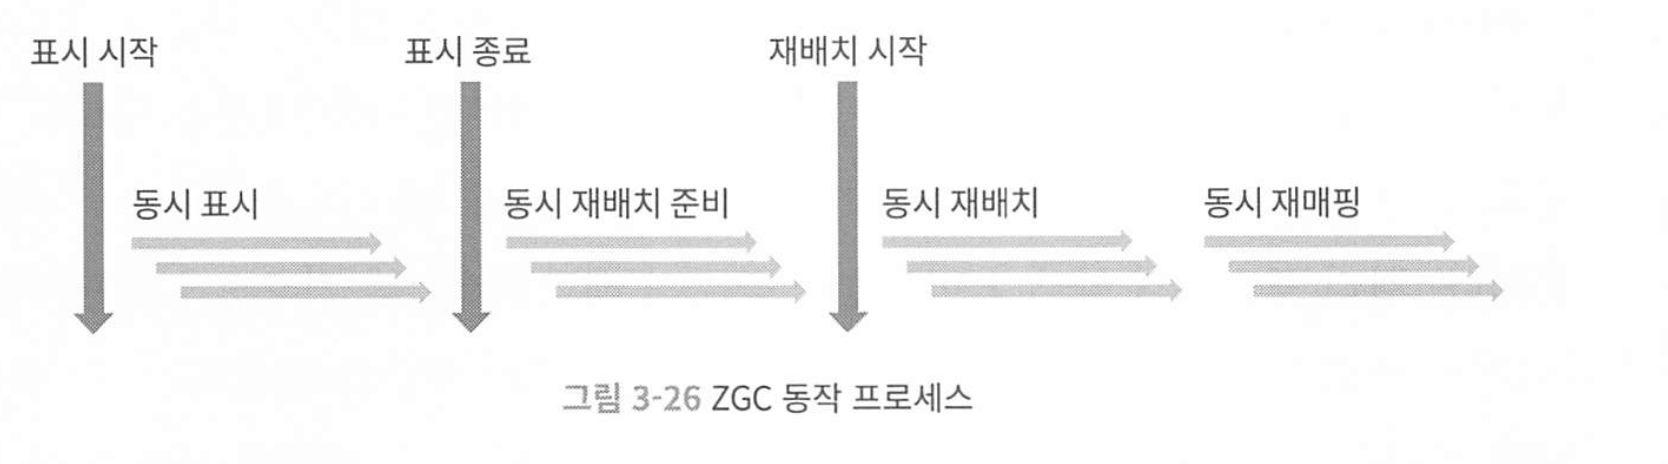 표시 시작
표시 종료
재배치 시작
동시 표시
동시 재배치 준비
동시 재배치
동시 재매핑
그림 3-26 ZGC 동작 프로세스